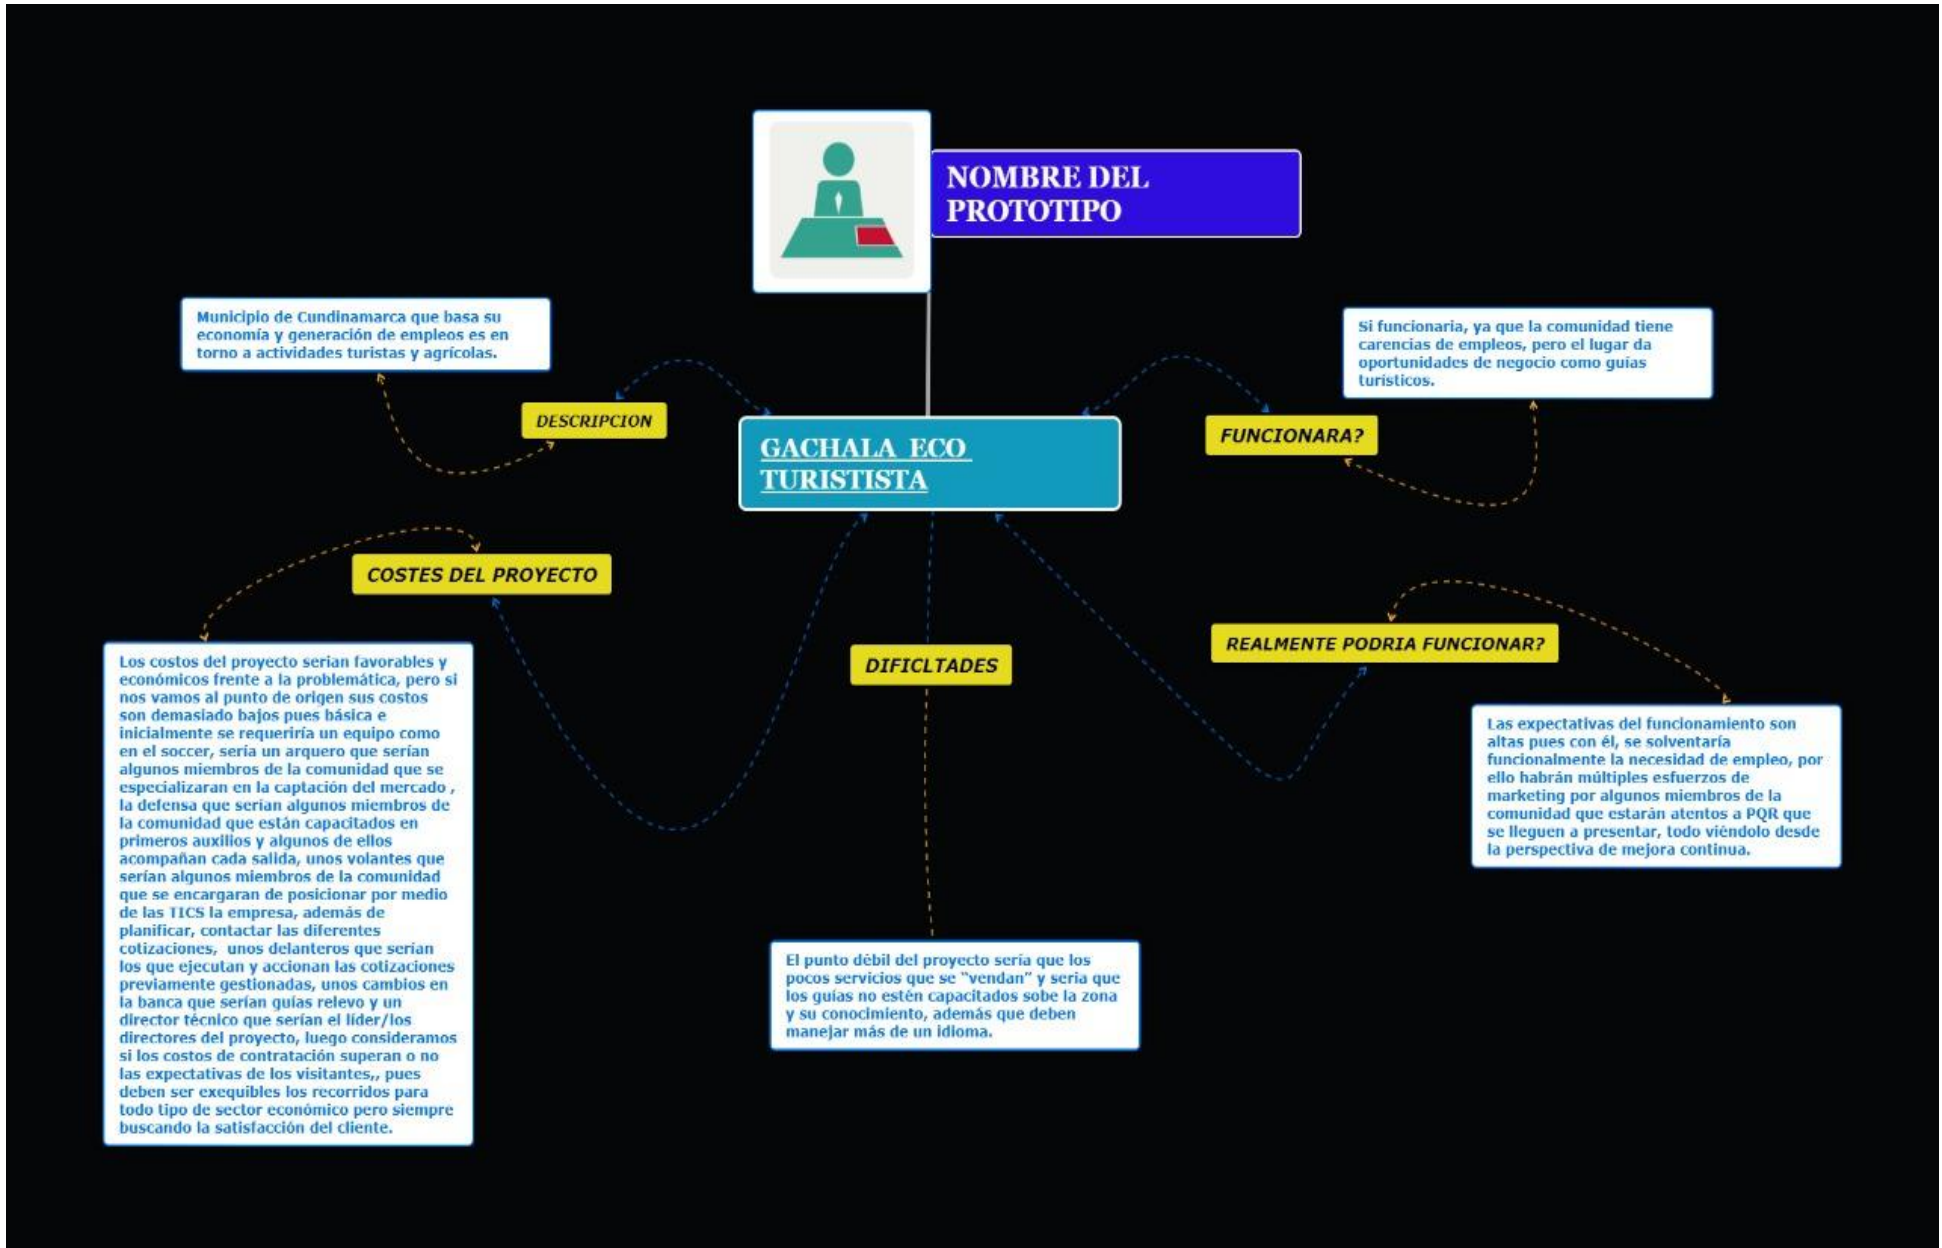 NOMBRE DEL
PROTOTIPO
GACHALA ECO
TURISTISTA
DESCRIPCION
Municipio de Cundinamarca que basa su
economía y generación de empleos es en
torno a actividades turistas y agrícolas.
FUNCIONARA?
Si funcionaria, ya que la comunidad tiene
carencias de empleos, pero el lugar da
oportunidades de negocio como guías
turísticos.
COSTES DEL PROYECTO
Los costos del proyecto serian favorables y
económicos frente a la problemática, pero si
nos vamos al punto de origen sus costos
son demasiado bajos pues básica e
inicialmente se requeriría un equipo como
en el soccer, sería un arquero que serían
algunos miembros de la comunidad que se
especializaran en la captación del mercado ,
la defensa que serían algunos miembros de
la comunidad que están capacitados en
primeros auxilios y algunos de ellos
acompañan cada salida, unos volantes que
serían algunos miembros de la comunidad
que se encargaran de posicionar por medio
de las TICS la empresa, además de
planificar, contactar las diferentes
cotizaciones, unos delanteros que serían
los que ejecutan y accionan las cotizaciones
previamente gestionadas, unos cambios en
la banca que serían guías relevo y un
director técnico que serían el líder/los
directores del proyecto, luego consideramos
si los costos de contratación superan o no
las expectativas de los visitantes,, pues
deben ser exequibles los recorridos para
todo tipo de sector económico pero siempre
buscando la satisfacción del cliente.
DIFICLTADES
El punto débil del proyecto sería que los
pocos servicios que se “vendan” y seria que
los guías no estén capacitados sobe la zona
y su conocimiento, además que deben
manejar más de un idioma.
REALMENTE PODRIA FUNCIONAR?
Las expectativas del funcionamiento son
altas pues con él, se solventaría
funcionalmente la necesidad de empleo, por
ello habrán múltiples esfuerzos de
marketing por algunos miembros de la
comunidad que estarán atentos a PQR que
se lleguen a presentar, todo viéndolo desde
la perspectiva de mejora continua.